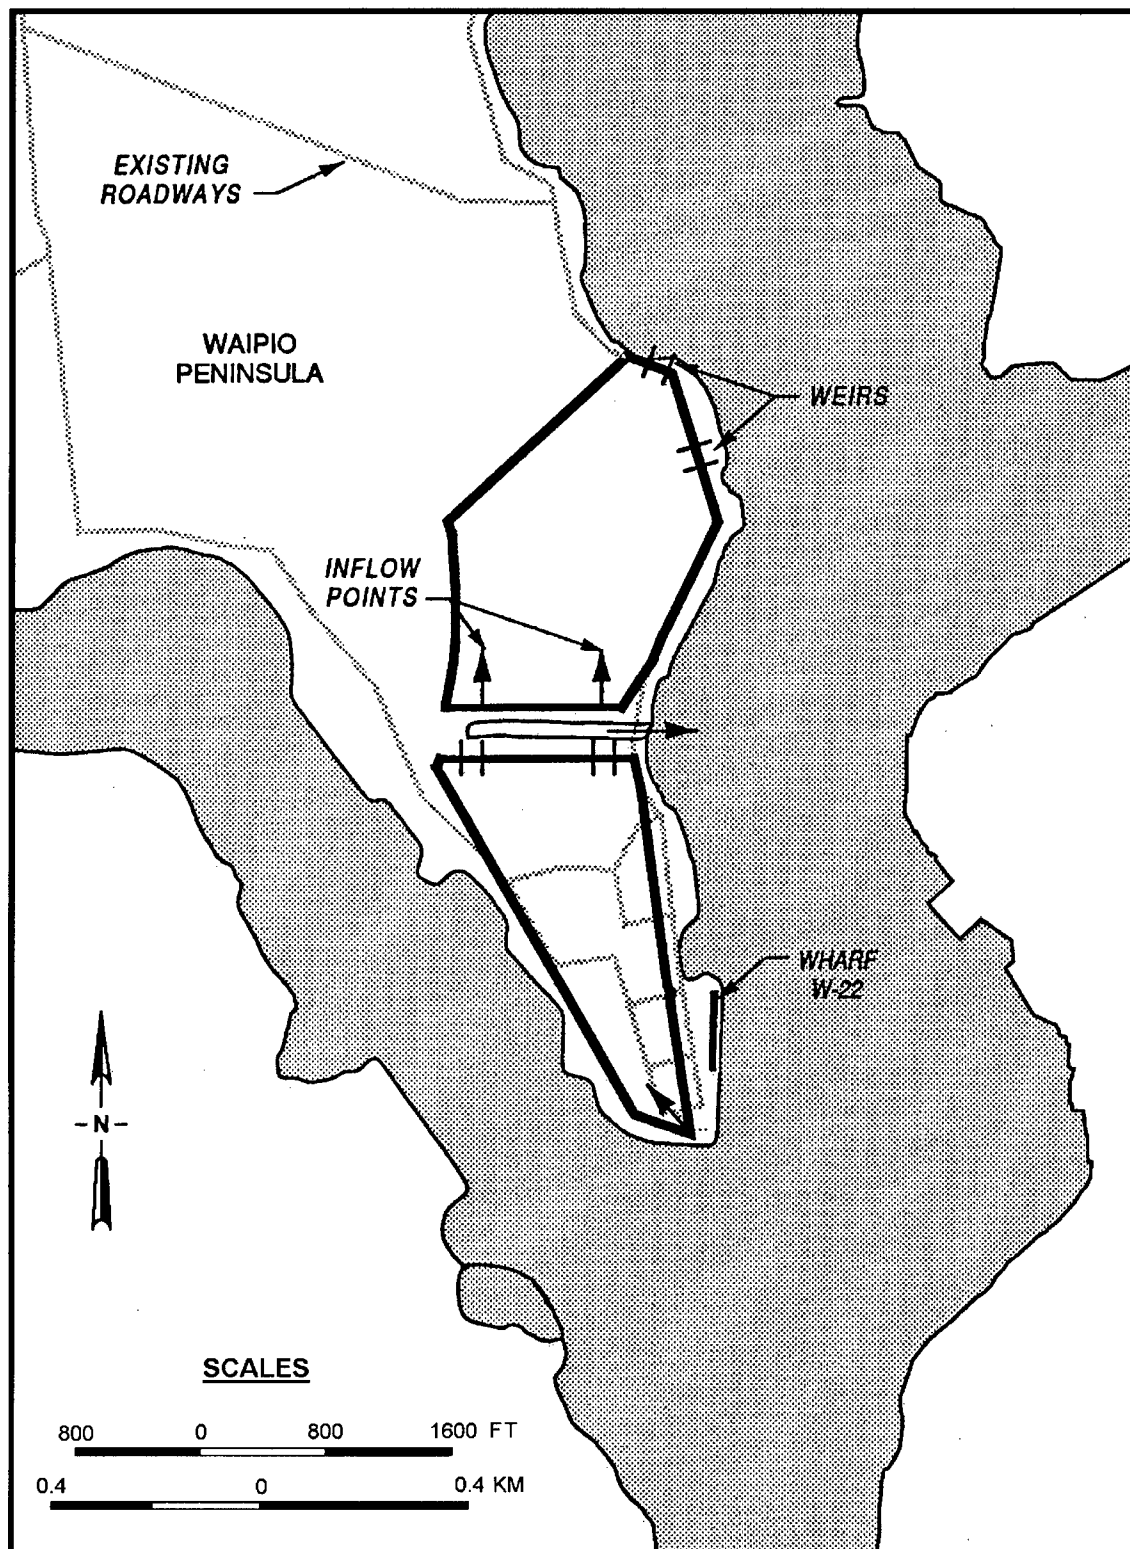 EXISTING
ROADWAYS
WAIPIO
PENINSULA
WEIRS
INFLOW
POINTS
WHARF
W-22
-N-
SCALES
800 0 800 1600 FT
0.4 0 0.4 KM